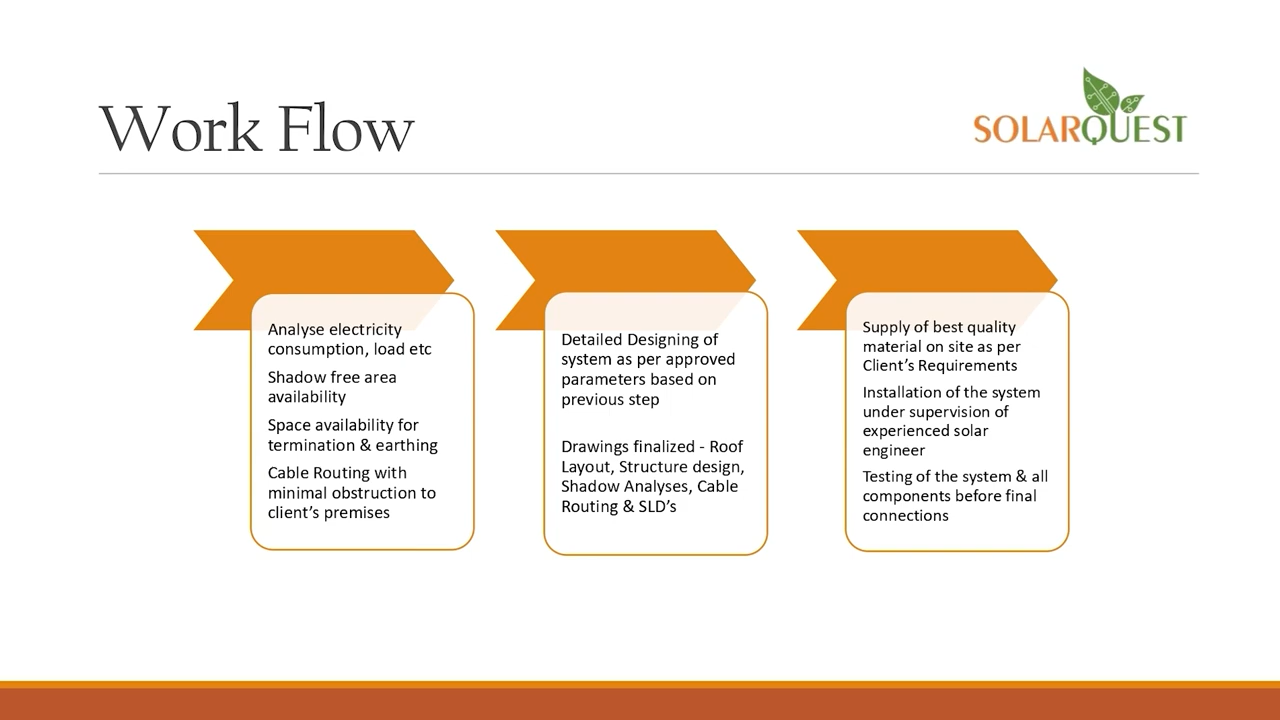 Work Flow
SOLARQUEST
Analyse electricity
consumption, load etc
Shadow free area
availability
Space availability for
termination & earthing
Cable Routing with
minimal obstruction to
client’s premises
Detailed Designing of
system as per approved
parameters based on
previous step
Drawings finalized - Roof
Layout, Structure design,
Shadow Analyses, Cable
Routing & SLD’s
Supply of best quality
material on site as per
Client’s Requirements
Installation of the system
under supervision of
experienced solar
engineer
Testing of the system & all
components before final
connections